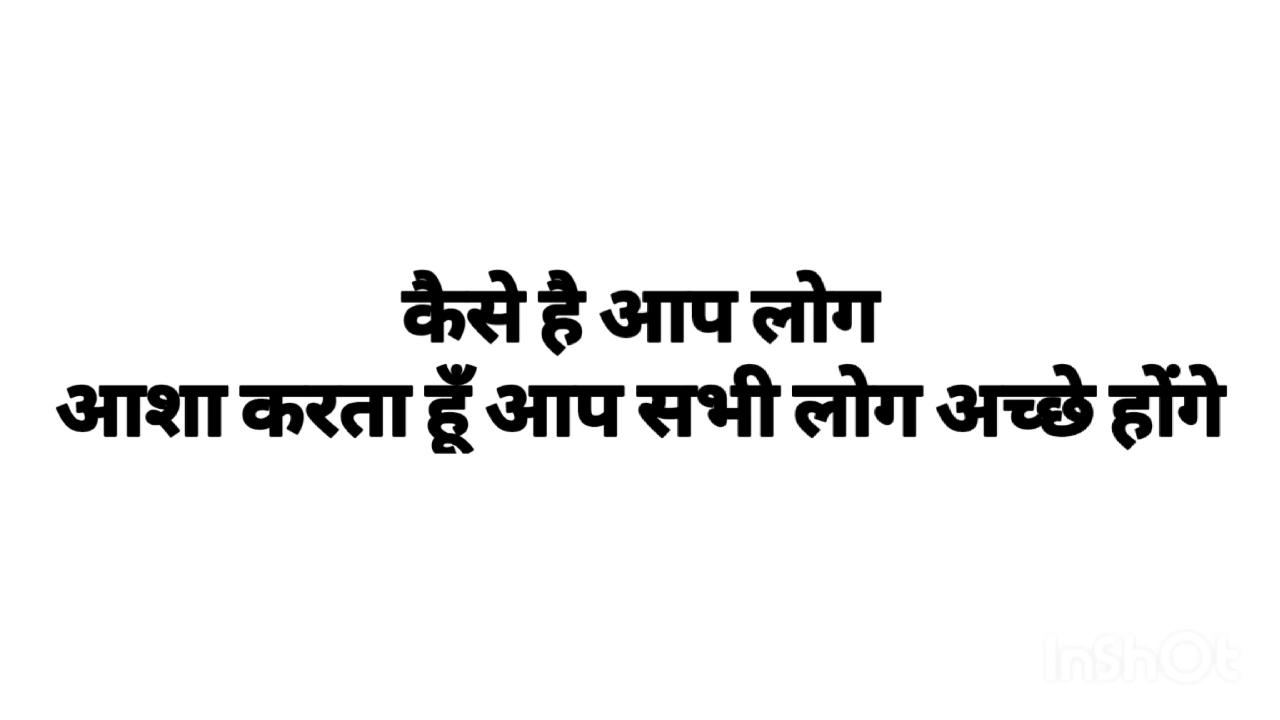 कैसे है आप लोग
आशा करता हूँ आप सभी लोग अच्छे होंगे
InShOt